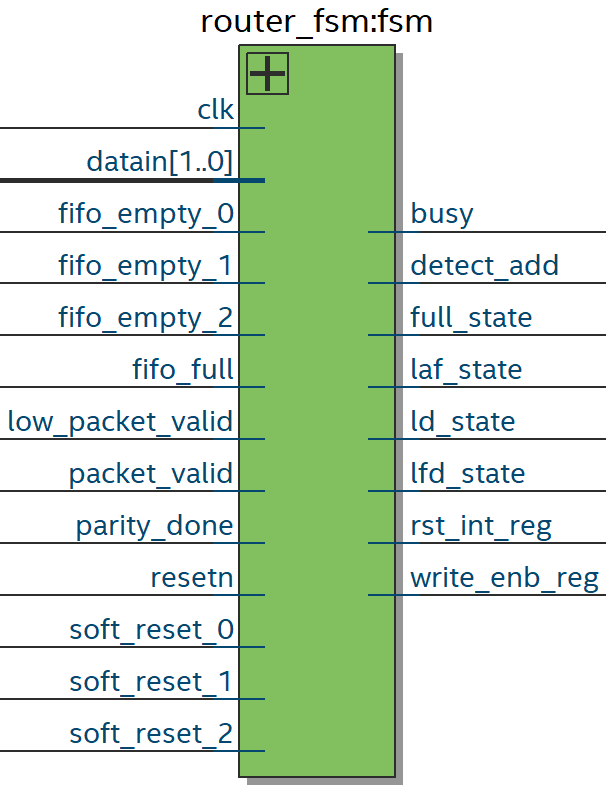 router_fsm:fsm
clk
datain[1..0]
fifo_empty_0
fifo_empty_1
fifo_empty_2
fifo_full
low_packet_valid
packet_valid
parity_done
resetn
soft_reset_0
soft_reset_1
soft_reset_2
busy
detect_add
full_state
laf_state
ld_state
lfd_state
rst_int_reg
write_enb_reg